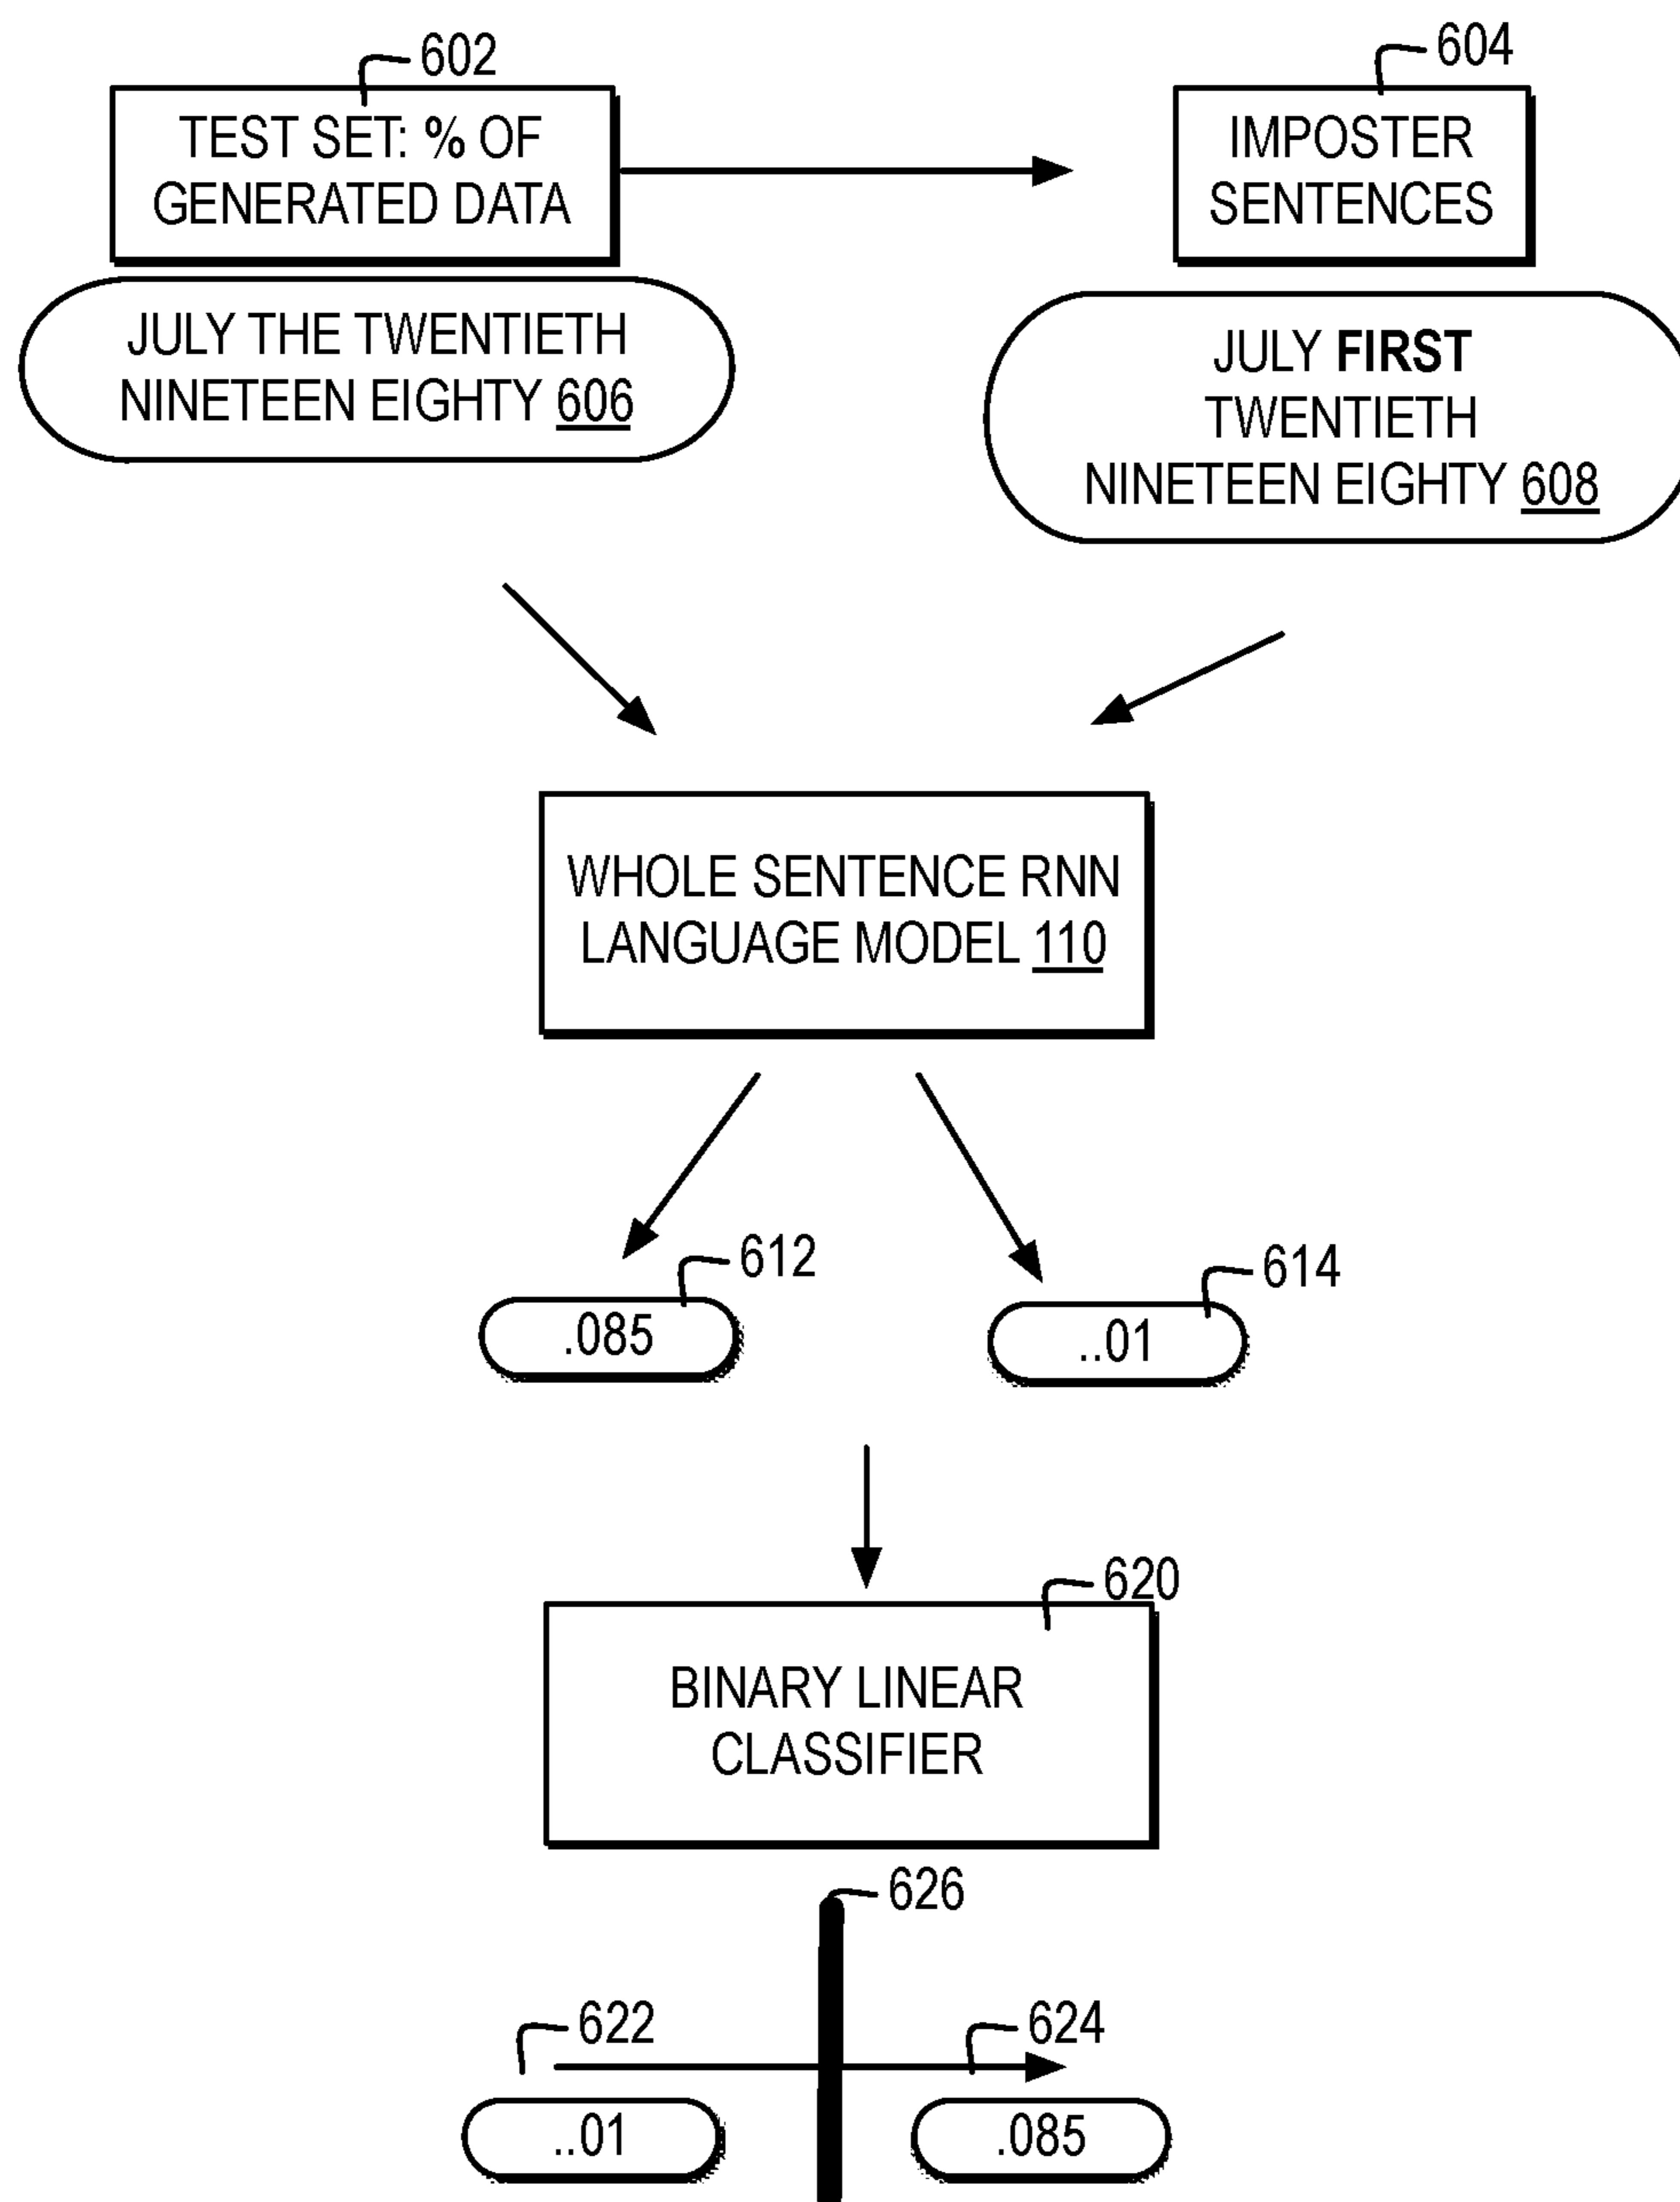 602
TEST SET: % OF
GENERATED DATA
604
IMPOSTER
SENTENCES
JULY THE TWENTIETH
NINETEEN EIGHTY 606
JULY FIRST
TWENTIETH
NINETEEN EIGHTY 608
WHOLE SENTENCE RNN
LANGUAGE MODEL 110
612
.085
614
..01
620
BINARY LINEAR
CLASSIFIER
626
622
624
..01
.085